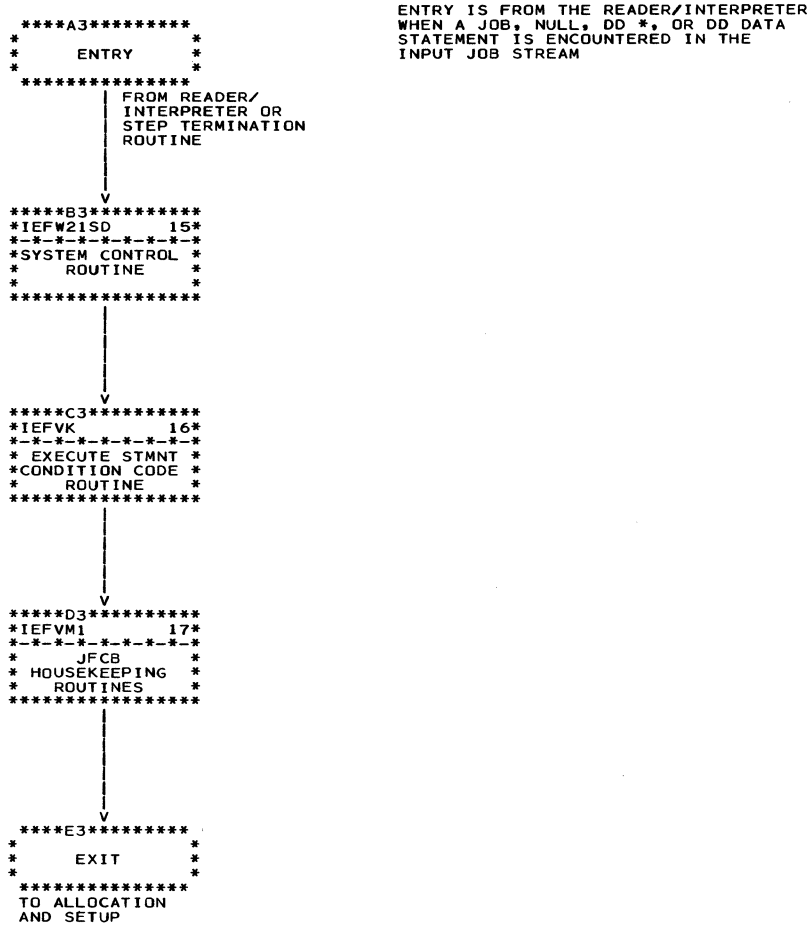 ENTRY IS FROM THE READER/INTERPRETER
WHEN A JOB, NULL, DD *, OR DD DATA
STATEMENT IS ENCOUNTERED IN THE
INPUT JOB STREAM
****A3*********
* *
* ENTRY *
* *
***************
FROM READER/
INTERPRETER OR
STEP TERMINATION
ROUTINE
*****B3**********
*IEFW21SD 15*
*-*-*-*-*-*-*-*-*
*SYSTEM CONTROL *
* ROUTINE *
* *
*****************
*****C3**********
*IEFVK 16*
*-*-*-*-*-*-*-*-*
* EXECUTE STMNT *
*CONDITION CODE *
* ROUTINE *
*****************
*****D3**********
*IEFVM1 17*
*-*-*-*-*-*-*-*-*
* JFCB *
* HOUSEKEEPING *
* ROUTINES *
*****************
****E3*********
* *
* EXIT *
* *
***************
TO ALLOCATION
AND SETUP